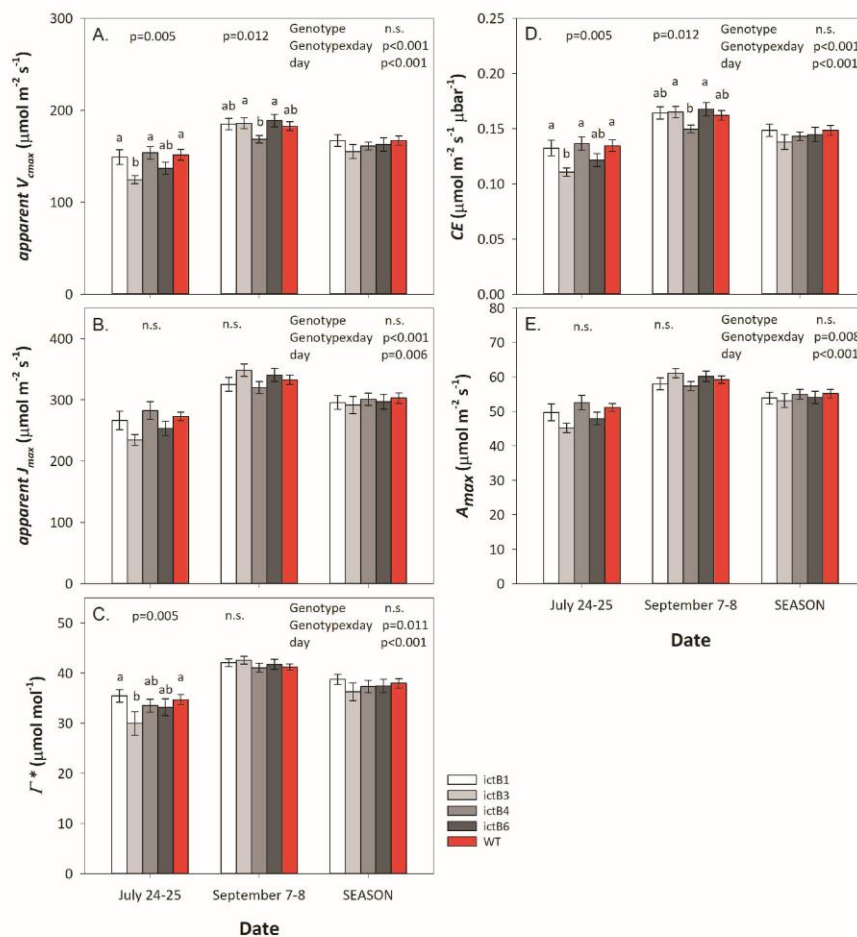 A.
p=0.005
p=0.012
Genotype n.s.
Genotypexday p<0.001
day p<0.001
300
200
100
0
apparent Vcmax (μmol m-2 s-1)
a b a ab a
ab a b a ab
B.
n.s.
n.s.
Genotype n.s.
Genotypexday p<0.001
day p=0.006
400
300
200
100
0
apparent Jmax (μmol m-2 s-1)
C.
p=0.005
n.s.
Genotype n.s.
Genotypexday p=0.011
day p<0.001
50
40
30
20
10
0
Γ* (μmol mol-1)
a b ab ab a
July 24-25 September 7-8 SEASON
Date
D.
p=0.005
p=0.012
Genotype n.s.
Genotypexday p<0.001
day p<0.001
0.25
0.20
0.15
0.10
0.05
0.00
CE (μmol m-2 s-1 μbar-1)
a b a ab a
ab a b a ab
E.
n.s.
n.s.
Genotype n.s.
Genotypexday p=0.008
day p<0.001
80
70
60
50
40
30
20
10
0
Amax (μmol m-2 s-1)
July 24-25 September 7-8 SEASON
Date
ictB1
ictB3
ictB4
ictB6
WT